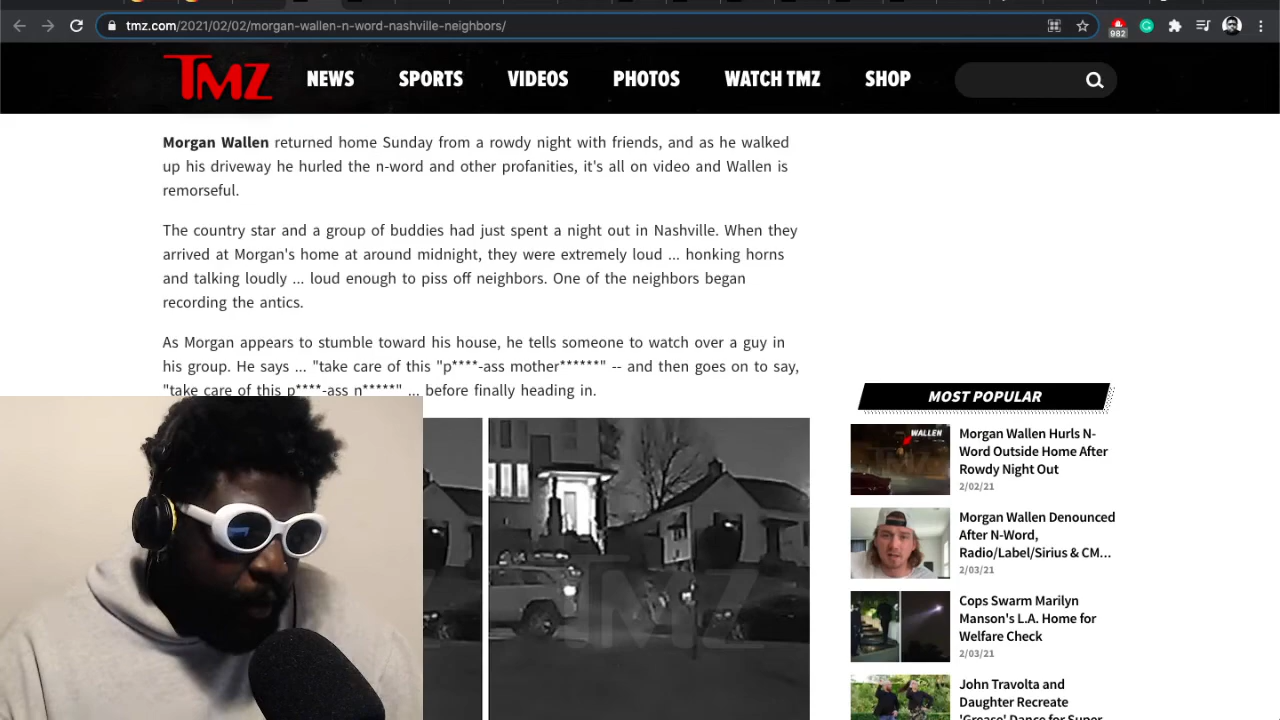 tmz.com/2021/02/02/morgan-wallen-n-word-nashville-neighbors/
982
TMZ
NEWS
SPORTS
VIDEOS
PHOTOS
WATCH TMZ
SHOP
Morgan Wallen returned home Sunday from a rowdy night with friends, and as he walked
up his driveway he hurled the n-word and other profanities, it's all on video and Wallen is
remorseful.
The country star and a group of buddies had just spent a night out in Nashville. When they
arrived at Morgan's home at around midnight, they were extremely loud ... honking horns
and talking loudly ... loud enough to piss off neighbors. One of the neighbors began
recording the antics.
As Morgan appears to stumble toward his house, he tells someone to watch over a guy in
his group. He says ... "take care of this "p****-ass mother******" -- and then goes on to say,
"take care of this p****-ass n*****" ... before finally heading in.
TMZ
MOST POPULAR
WALLEN
Morgan Wallen Hurls N-
Word Outside Home After
Rowdy Night Out
2/02/21
Morgan Wallen Denounced
After N-Word,
Radio/Label/Sirius & CM...
2/03/21
Cops Swarm Marilyn
Manson's L.A. Home for
Welfare Check
2/03/21
John Travolta and
Daughter Recreate
'Grease' Dance for Super